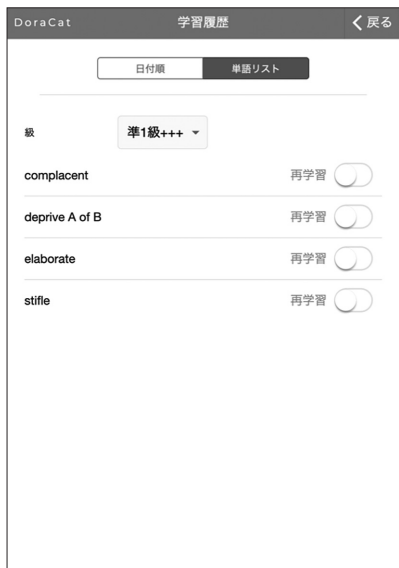 DoraCat 学習履歴 戻る
日付順 単語リスト
級 準1級+++
complacent 再学習
deprive A of B 再学習
elaborate 再学習
stifle 再学習